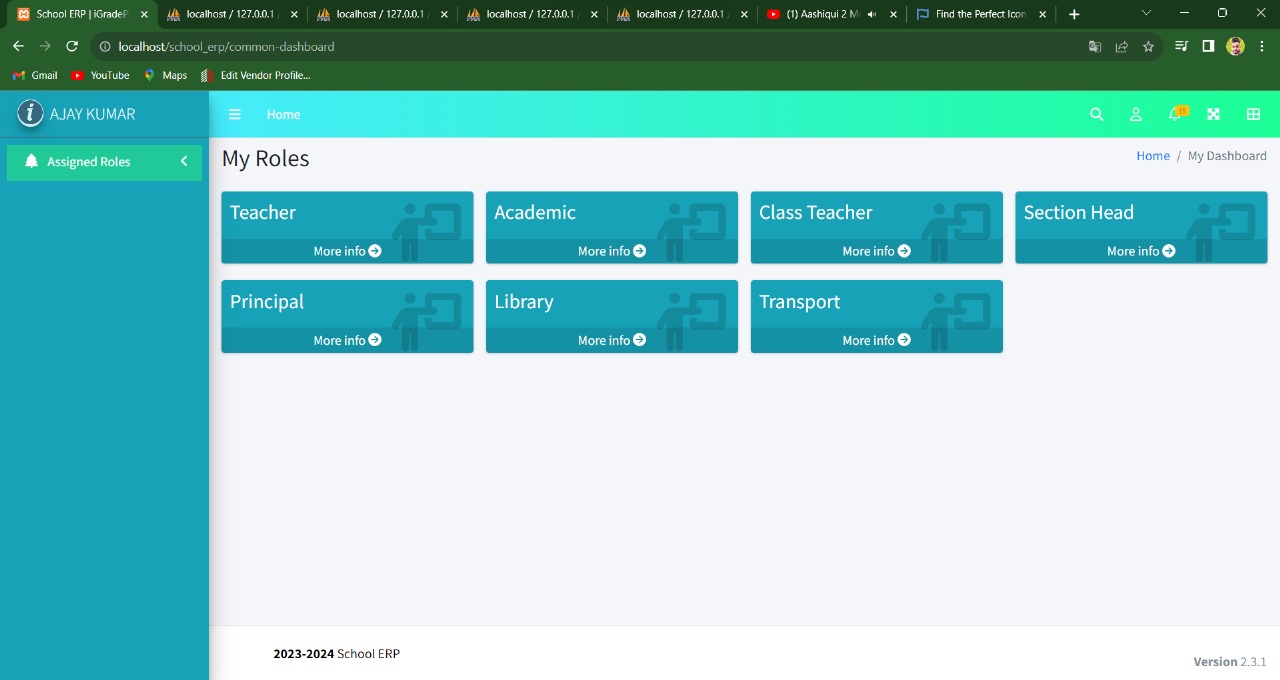 School ERP | iGradeP
localhost / 127.0.0.1 /
localhost / 127.0.0.1 /
localhost / 127.0.0.1 /
localhost / 127.0.0.1 /
(1) Aashiqui 2 M
Find the Perfect Icon
localhost/school_erp/common-dashboard
Gmail
YouTube
Maps
Edit Vendor Profile...
i AJAY KUMAR
Home
15
Assigned Roles
My Roles
Home / My Dashboard
Teacher
More info
Academic
More info
Class Teacher
More info
Section Head
More info
Principal
More info
Library
More info
Transport
More info
2023-2024 School ERP
Version 2.3.1